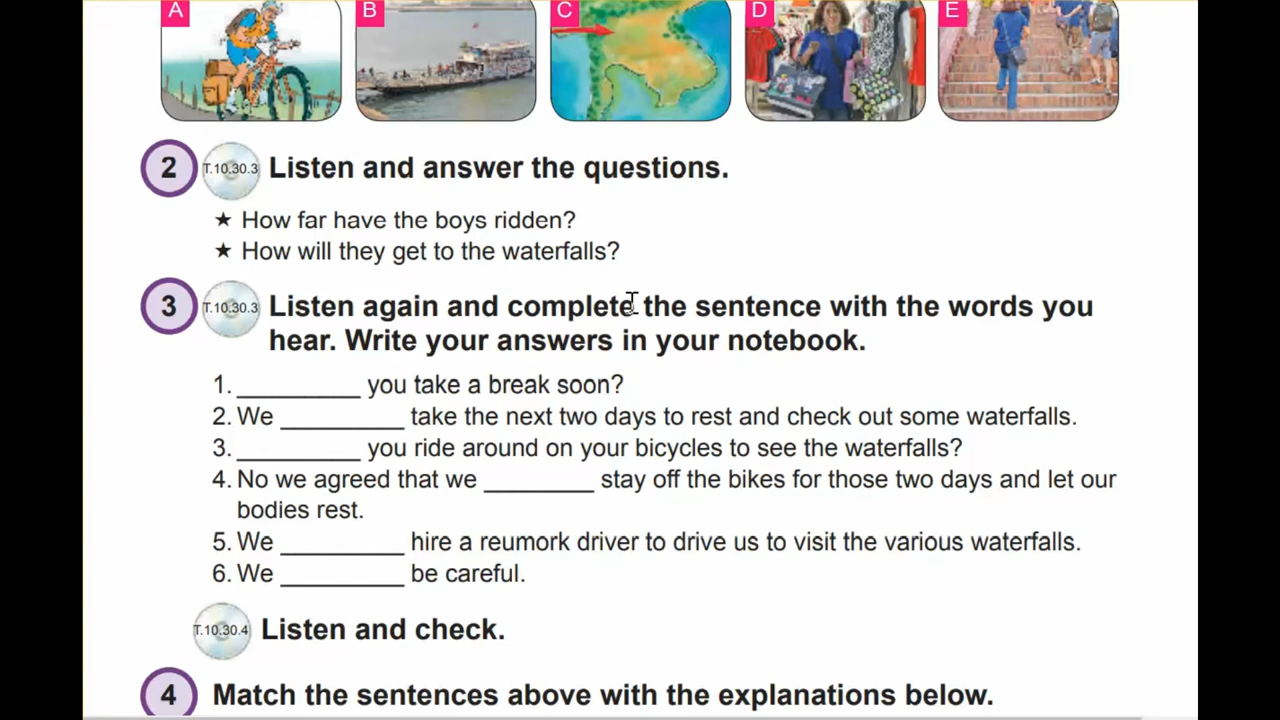 A B C D E
2 T.10.30.3 Listen and answer the questions.
★ How far have the boys ridden?
★ How will they get to the waterfalls?
3 T.10.30.3 Listen again and complete the sentence with the words you
hear. Write your answers in your notebook.
1. _________ you take a break soon?
2. We _________ take the next two days to rest and check out some waterfalls.
3. _________ you ride around on your bicycles to see the waterfalls?
4. No we agreed that we ________ stay off the bikes for those two days and let our
bodies rest.
5. We _________ hire a reumork driver to drive us to visit the various waterfalls.
6. We _________ be careful.
T.10.30.4 Listen and check.
4 Match the sentences above with the explanations below.